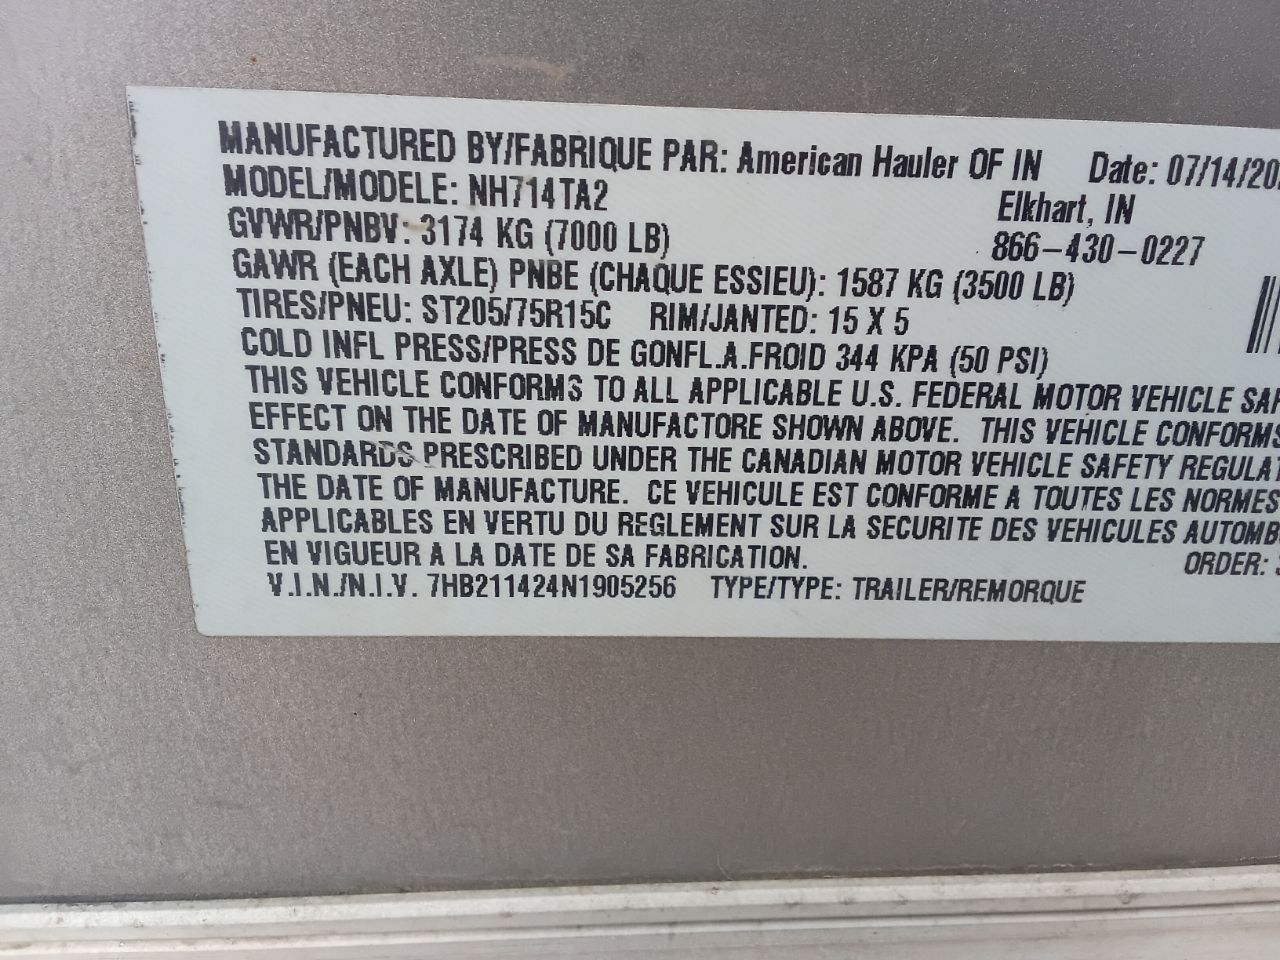 MANUFACTURED BY/FABRIQUE PAR: American Hauler OF IN Date: 07/14/20
MODEL/MODELE: NH714TA2 Elkhart, IN
GVWR/PNBV: 3174 KG (7000 LB) 866-430-0227
GAWR (EACH AXLE) PNBE (CHAQUE ESSIEU): 1587 KG (3500 LB)
TIRES/PNEU: ST205/75R15C RIM/JANTED: 15 X 5
COLD INFL PRESS/PRESS DE GONFL.A.FROID 344 KPA (50 PSI)
THIS VEHICLE CONFORMS TO ALL APPLICABLE U.S. FEDERAL MOTOR VEHICLE
EFFECT ON THE DATE OF MANUFACTORE SHOWN ABOVE. THIS VEHICLE CONFORMS
STANDARDS PRESCRIBED UNDER THE CANADIAN MOTOR VEHICLE SAFETY
THE DATE OF MANUFACTURE. CE VEHICULE EST CONFORME A TOUTES LES NORMES
APPLICABLES EN VERTU DU REGLEMENT SUR LA SECURITE DES VEHICULES
EN VIGUEUR A LA DATE DE SA FABRICATION. ORDER:
V.I.N./N.I.V. 7HB211424N1905256 TYPE/TYPE: TRAILER/REMORQUE